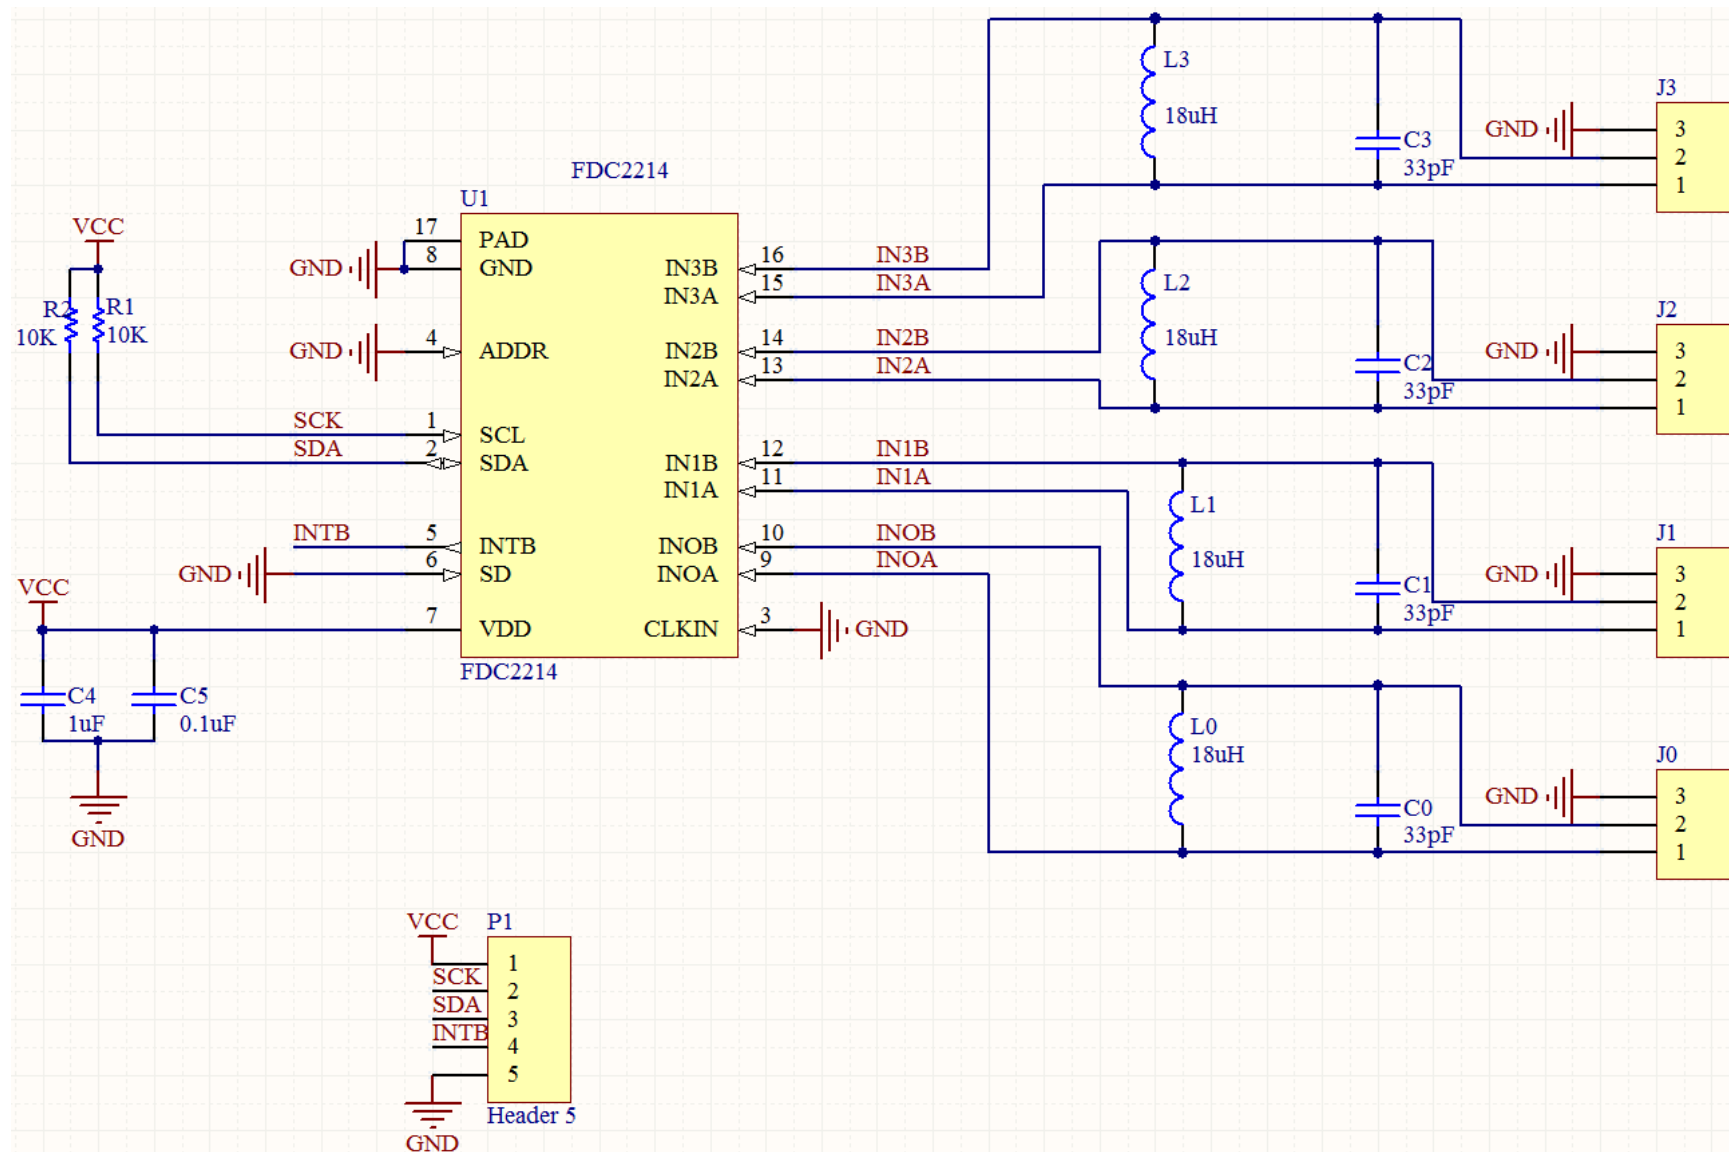 FDC2214
U1
17 PAD
8 GND
GND
4 ADDR
GND
SCK 1 SCL
SDA 2 SDA
INTB 5 INTB
GND 6 SD
7 VDD
FDC2214
IN3B 16 IN3B
IN3A 15 IN3A
IN2B 14 IN2B
IN2A 13 IN2A
IN1B 12 IN1B
IN1A 11 IN1A
INOB 10 INOB
INOA 9 INOA
CLKIN 3 GND
VCC
R2
10K
R1
10K
VCC
C4
1uF
C5
0.1uF
GND
L3
18uH
C3
33pF
J3
GND 3
2
1
L2
18uH
C2
33pF
J2
GND 3
2
1
L1
18uH
C1
33pF
J1
GND 3
2
1
L0
18uH
C0
33pF
J0
GND 3
2
1
VCC P1
1
SCK 2
SDA 3
INTB 4
5
Header 5
GND